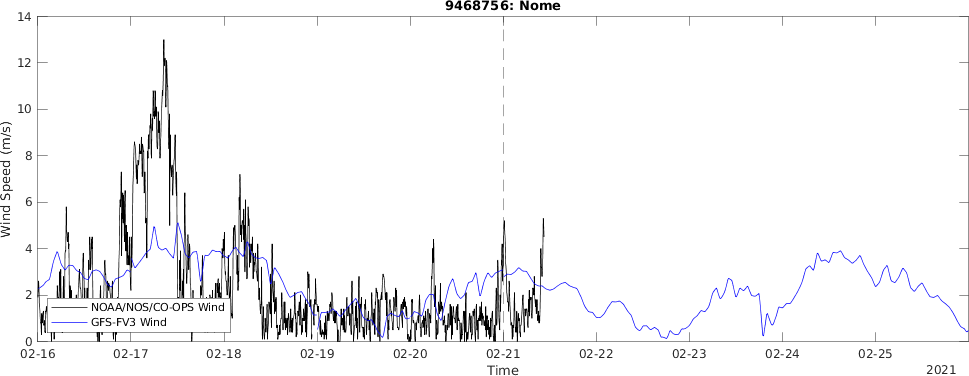 9468756: Nome
14
12
10
8
6
4
2
0
Wind Speed (m/s)
NOAA/NOS/CO-OPS Wind
GFS-FV3 Wind
02-16 02-17 02-18 02-19 02-20 02-21 02-22 02-23 02-24 02-25
Time
2021